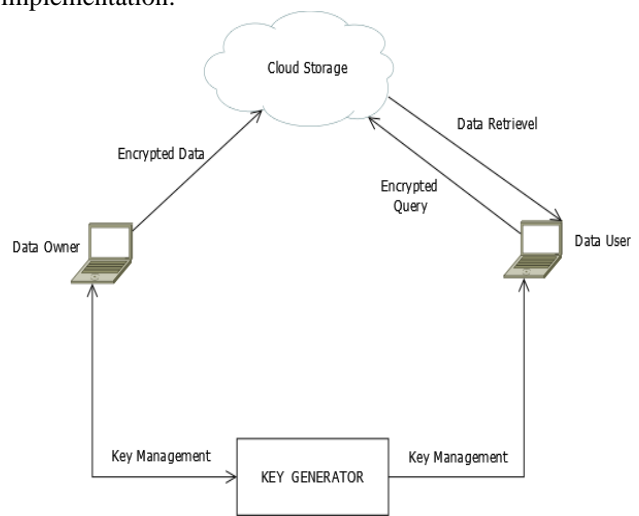 implementation.
Cloud Storage
Data Retrievel
Encrypted Data
Encrypted
Query
Data Owner
Data User
Key Management
Key Management
KEY GENERATOR